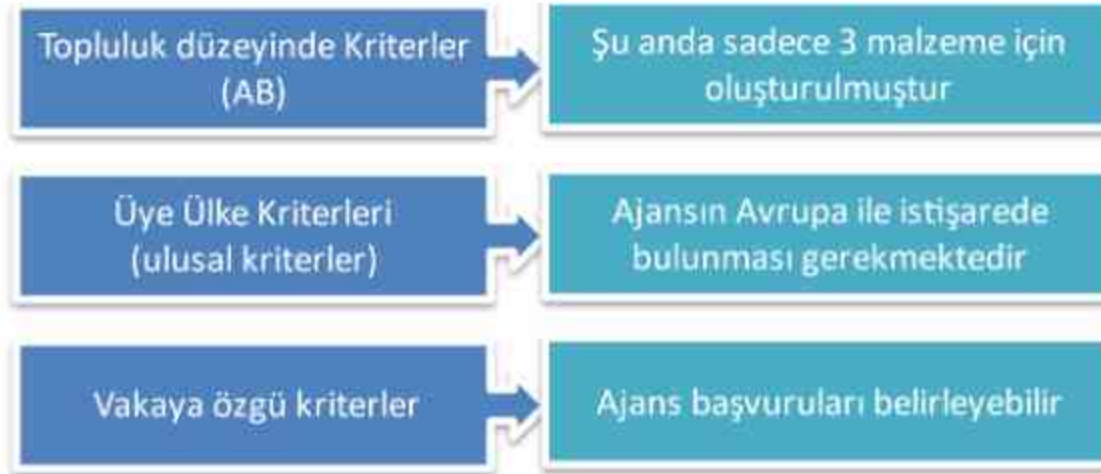 Topluluk düzeyinde Kriterler
(AB)
Şu anda sadece 3 malzeme için
oluşturulmuştur
Üye Ülke Kriterleri
(ulusal kriterler)
Ajansın Avrupa ile istişarede
bulunması gerekmektedir
Vakaya özgü kriterler
Ajans başvuruları belirleyebilir